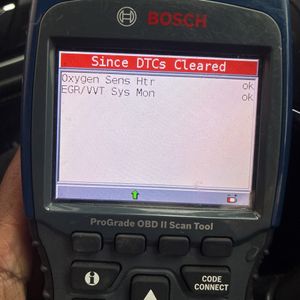 BOSCH
Since DTCs Cleared
Oxygen Sens Htr ok
EGR/VVT Sys Mon ok
ProGrade OBD II Scan Tool
CODE
CONNECT